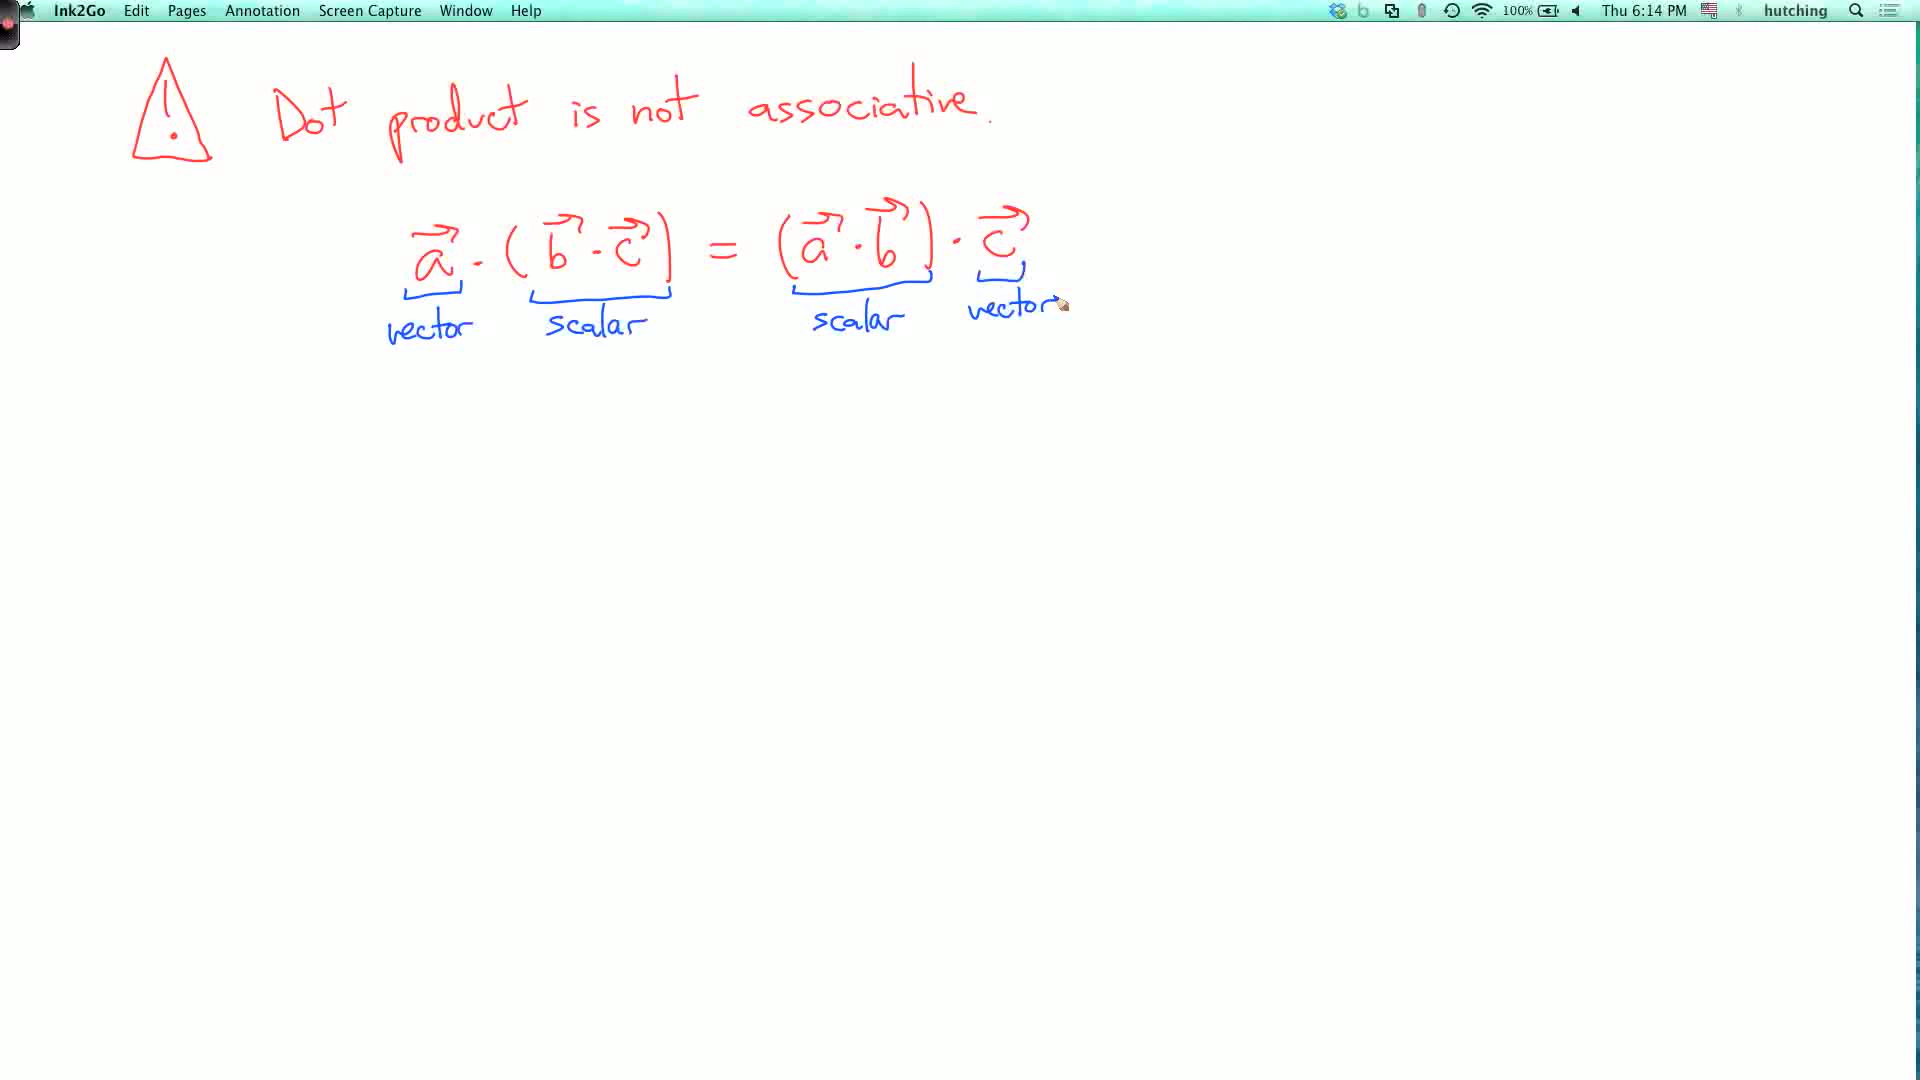 Ink2Go Edit Pages Annotation Screen Capture Window Help 100% Thu 6:14 PM hutching
! Dot product is not associative.
a⃗ · (b⃗ · c⃗) = (a⃗ · b⃗) · c⃗
vector scalar scalar vector